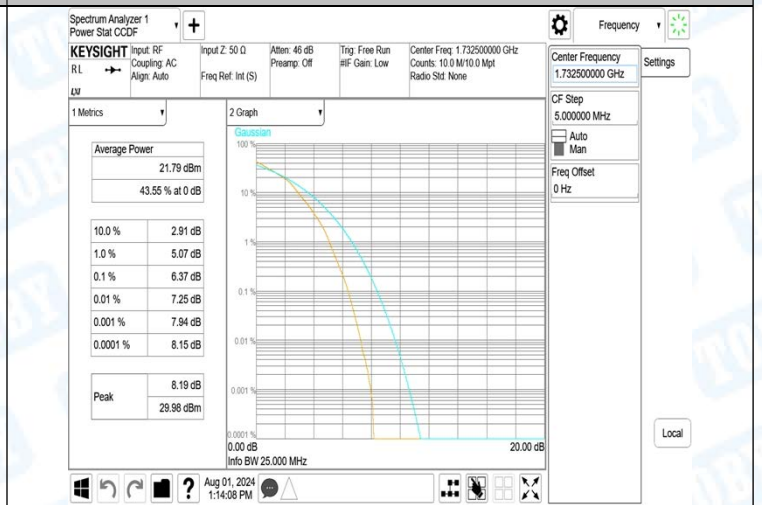 Spectrum Analyzer 1
Power Stat CCDF
Frequency
KEYSIGHT
RL
LXI
Input: RF
Coupling: AC
Align: Auto
Input Z: 50 Ω
Freq Ref: Int (S)
Atten: 46 dB
Preamp: Off
Trig: Free Run
#IF Gain: Low
Center Freq: 1.732500000 GHz
Counts: 10.0 M/10.0 Mpt
Radio Std: None
Center Frequency
1.732500000 GHz
Settings
CF Step
5.000000 MHz
Auto
Man
Freq Offset
0 Hz
1 Metrics
Average Power
21.79 dBm
43.55 % at 0 dB
10.0 % 2.91 dB
1.0 % 5.07 dB
0.1 % 6.37 dB
0.01 % 7.25 dB
0.001 % 7.94 dB
0.0001 % 8.15 dB
Peak 8.19 dB
29.98 dBm
2 Graph
Gaussian
100 %
10 %
1 %
0.1 %
0.01 %
0.001 %
0.0001 %
0.00 dB 20.00 dB
Info BW 25.000 MHz
Local
?
Aug 01, 2024
1:14:08 PM
TOBY